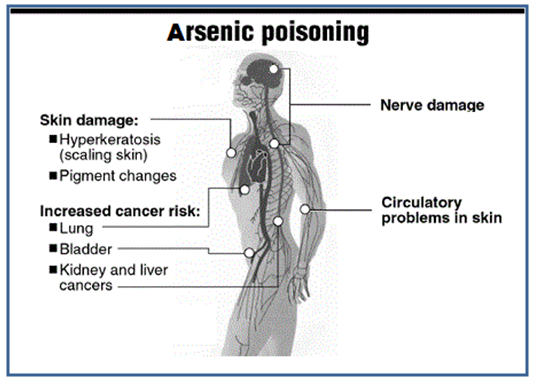 Arsenic poisoning
Skin damage:
■ Hyperkeratosis
(scaling skin)
■ Pigment changes
Increased cancer risk:
■ Lung
■ Bladder
■ Kidney and liver
cancers
Nerve damage
Circulatory
problems in skin